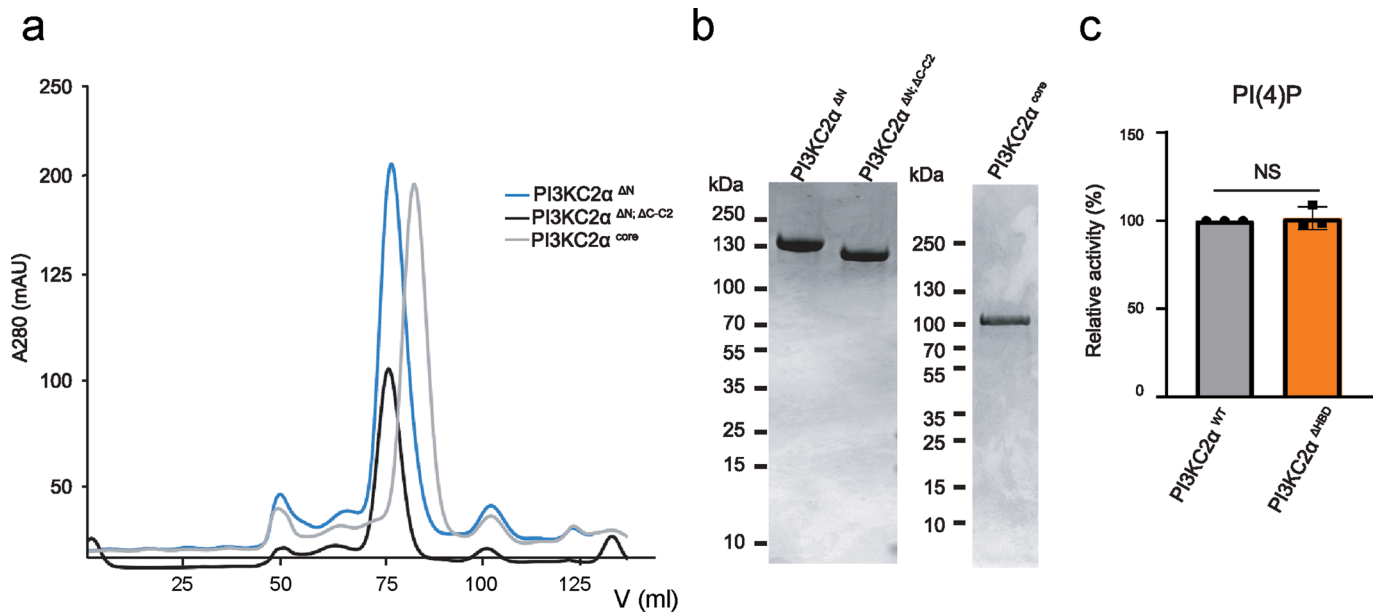 a
250
200
125
100
50
A280 (mAU)
25
50
75
100
125
V (ml)
PI3KC2α ΔN
PI3KC2α ΔN; ΔC-C2
PI3KC2α core
b
PI3KC2α ΔN
PI3KC2α ΔN; ΔC-C2
kDa
250
130
100
70
55
35
25
15
10
PI3KC2α core
kDa
250
130
100
70
55
35
25
15
10
c
PI(4)P
150
100
50
0
Relative activity (%)
NS
PI3KC2α WT
PI3KC2α ΔHBD